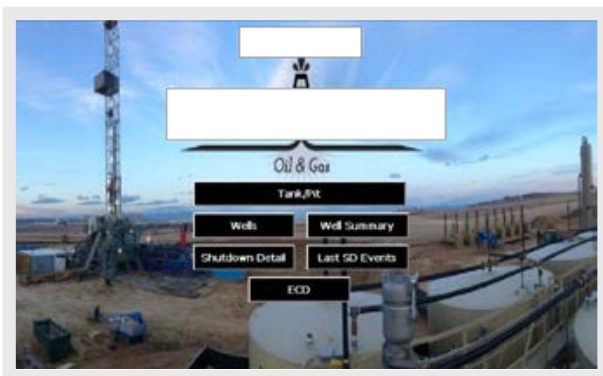 Oil & Gas
Tank/Pit
Wells
Well Summary
Shutdown Detail
Last SD Events
ECD